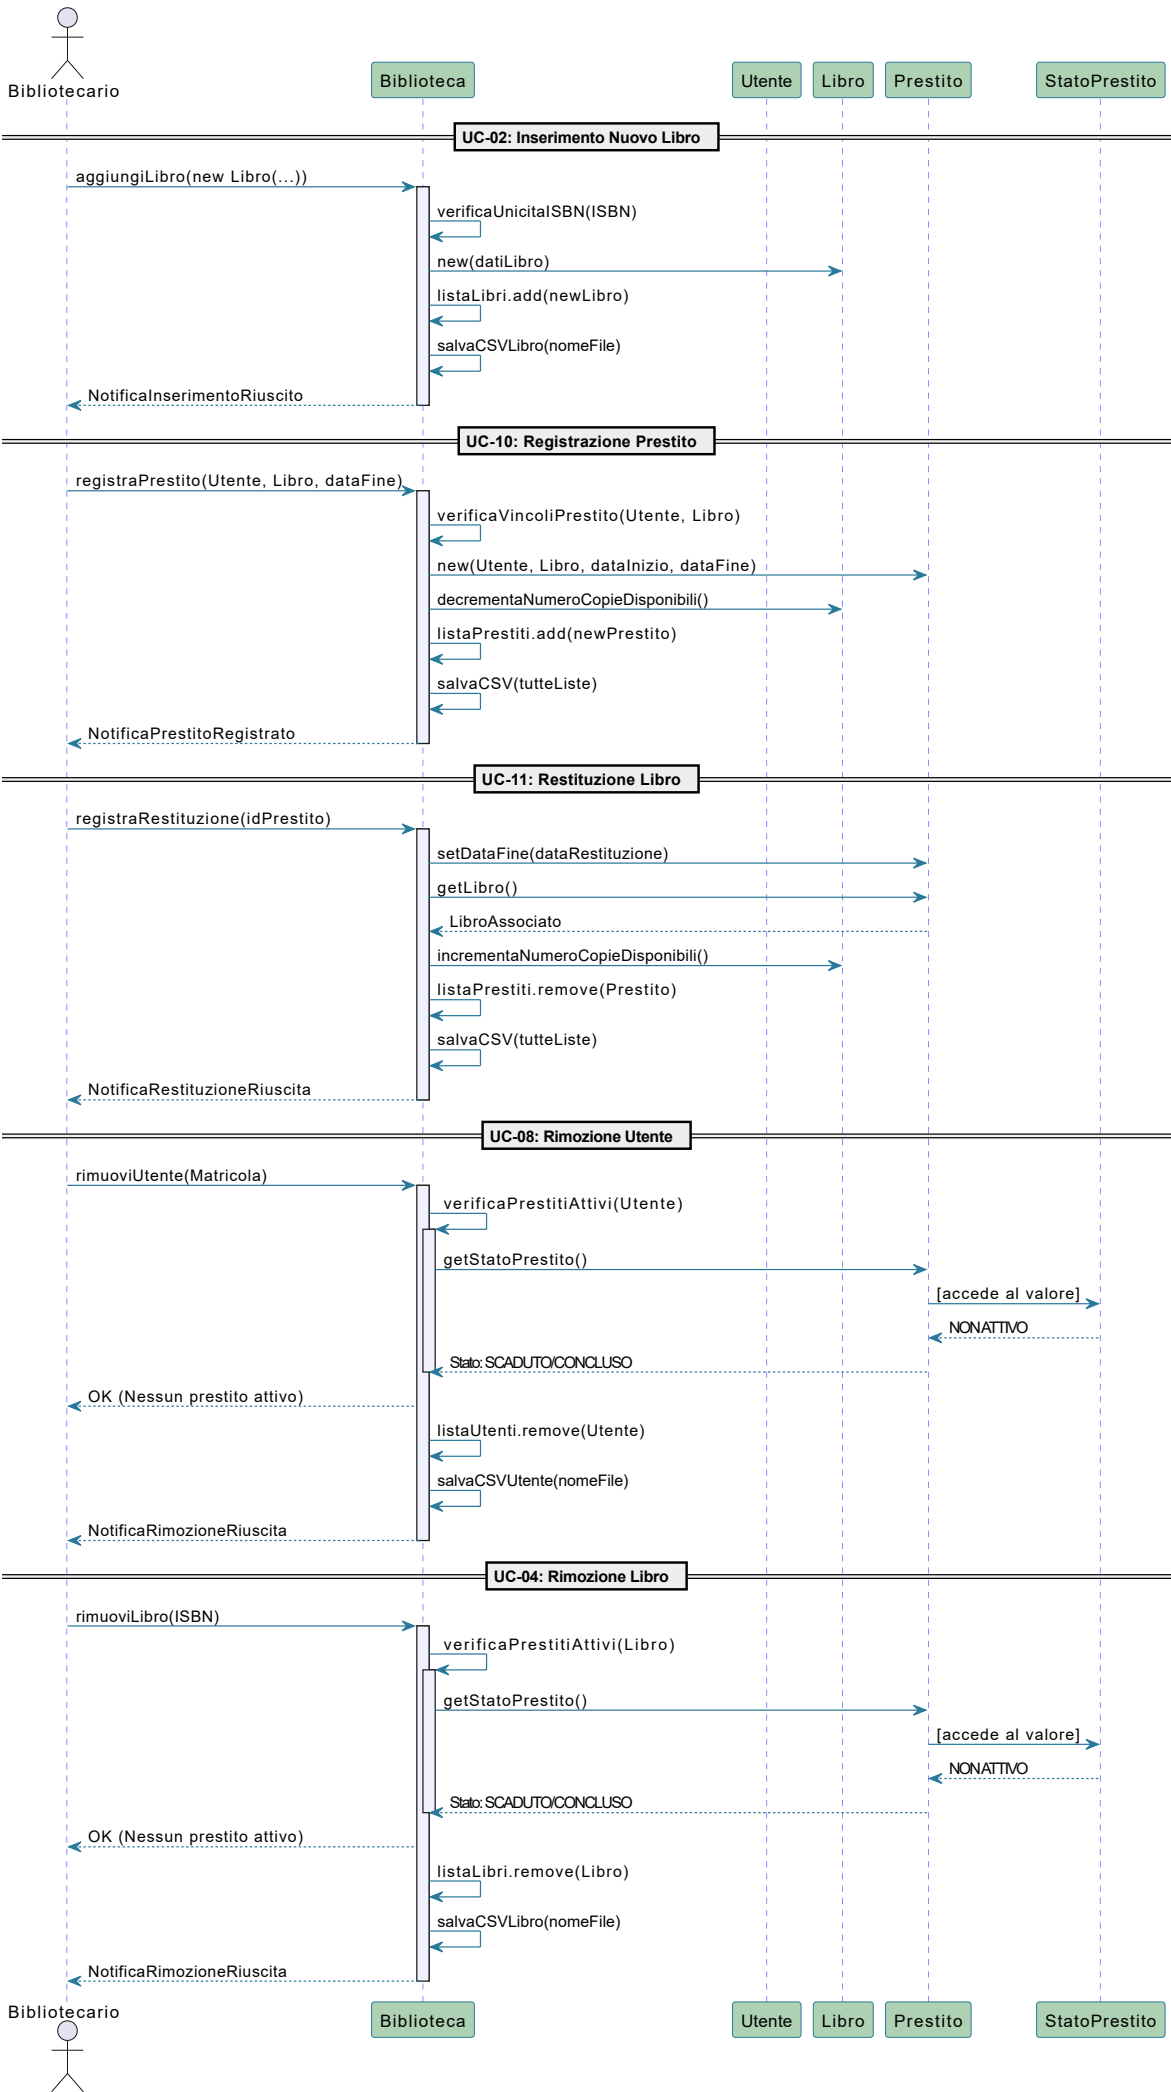 Bibliotecario
Biblioteca
Utente
Libro
Prestito
StatoPrestito
UC-02: Inserimento Nuovo Libro
aggiungiLibro(new Libro(...))
verificaUnicitaISBN(ISBN)
new(datiLibro)
listaLibri.add(newLibro)
salvaCSVLibro(nomeFile)
NotificaInserimentoRiuscito
UC-10: Registrazione Prestito
registraPrestito(Utente, Libro, dataFine)
verificaVincoliPrestito(Utente, Libro)
new(Utente, Libro, dataInizio, dataFine)
decrementaNumeroCopieDisponibili()
listaPrestiti.add(newPrestito)
salvaCSV(tutteListe)
NotificaPrestitoRegistrato
UC-11: Restituzione Libro
registraRestituzione(idPrestito)
setDataFine(dataRestituzione)
getLibro()
LibroAssociato
incrementaNumeroCopieDisponibili()
listaPrestiti.remove(Prestito)
salvaCSV(tutteListe)
NotificaRestituzioneRiuscita
UC-08: Rimozione Utente
rimuoviUtente(Matricola)
verificaPrestitiAttivi(Utente)
getStatoPrestito()
[accede al valore]
NON ATTIVO
Stato: SCADUTO/CONCLUSO
OK (Nessun prestito attivo)
listaUtenti.remove(Utente)
salvaCSVUtente(nomeFile)
NotificaRimozioneRiuscita
UC-04: Rimozione Libro
rimuoviLibro(ISBN)
verificaPrestitiAttivi(Libro)
getStatoPrestito()
[accede al valore]
NON ATTIVO
Stato: SCADUTO/CONCLUSO
OK (Nessun prestito attivo)
listaLibri.remove(Libro)
salvaCSVLibro(nomeFile)
NotificaRimozioneRiuscita
Bibliotecario
Biblioteca
Utente
Libro
Prestito
StatoPrestito